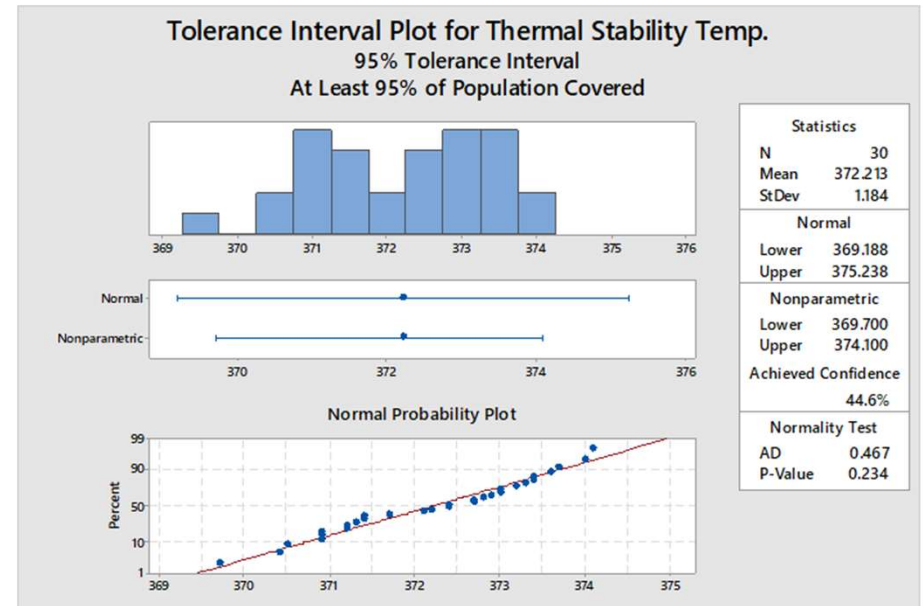 Tolerance Interval Plot for Thermal Stability Temp.
95% Tolerance Interval
At Least 95% of Population Covered
369 370 371 372 373 374 375 376
Normal
Nonparametric
370 372 374 376
Normal Probability Plot
Percent
99
90
50
10
1
369 370 371 372 373 374 375
Statistics
N 30
Mean 372.213
StDev 1.184
Normal
Lower 369.188
Upper 375.238
Nonparametric
Lower 369.700
Upper 374.100
Achieved Confidence
44.6%
Normality Test
AD 0.467
P-Value 0.234